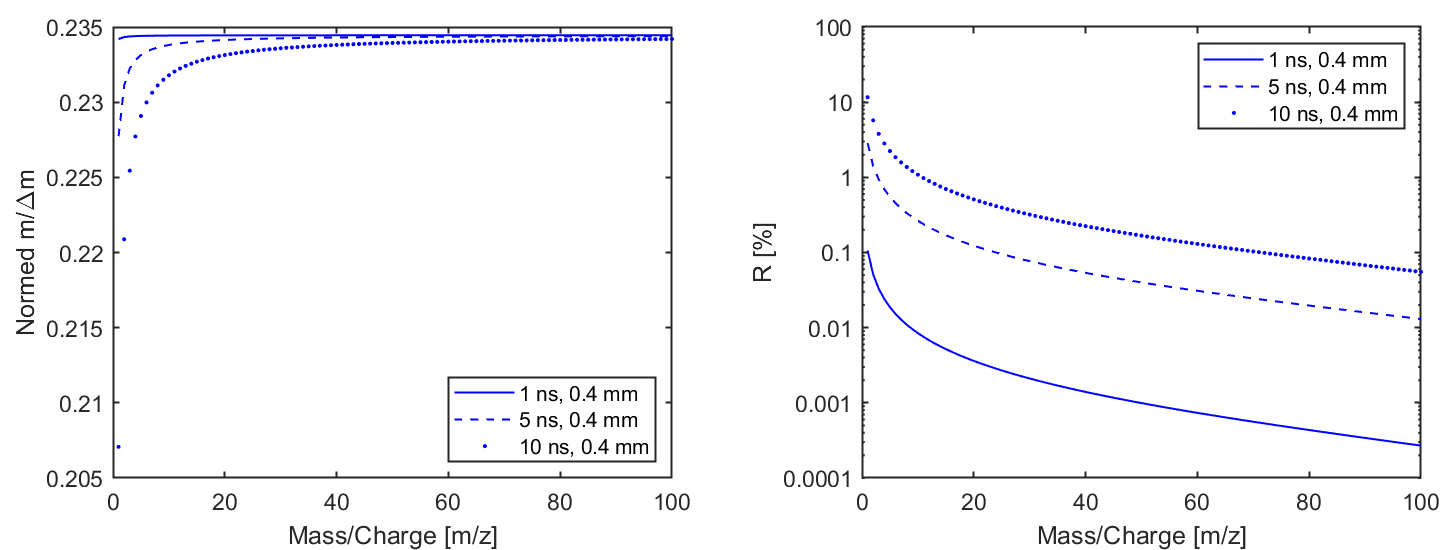 0.235
0.23
0.225
0.22
0.215
0.21
0.205
Normed m/Δm
0 20 40 60 80 100
Mass/Charge [m/z]
1 ns, 0.4 mm
5 ns, 0.4 mm
10 ns, 0.4 mm
100
10
1
0.1
0.01
0.001
0.0001
R [%]
0 20 40 60 80 100
Mass/Charge [m/z]
1 ns, 0.4 mm
5 ns, 0.4 mm
10 ns, 0.4 mm